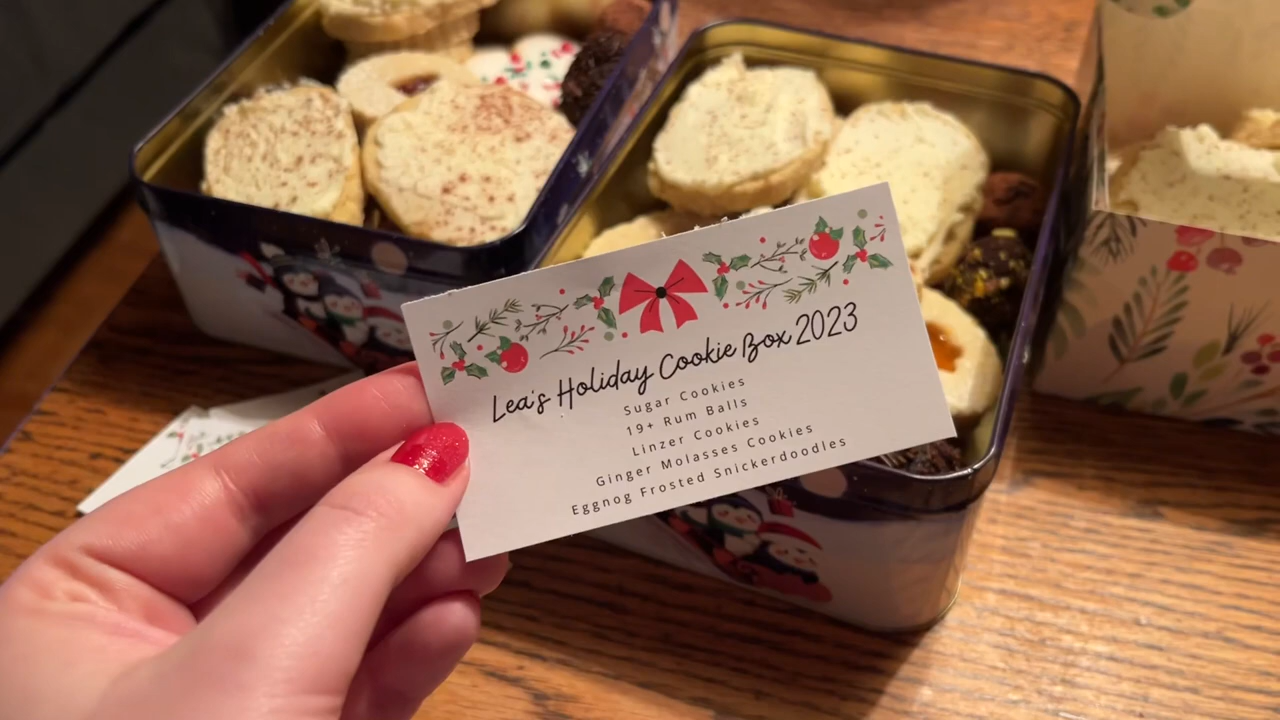 Lea's Holiday Cookie Box 2023
Sugar Cookies
19+ Rum Balls
Linzer Cookies
Ginger Molasses Cookies
Eggnog Frosted Snickerdoodles